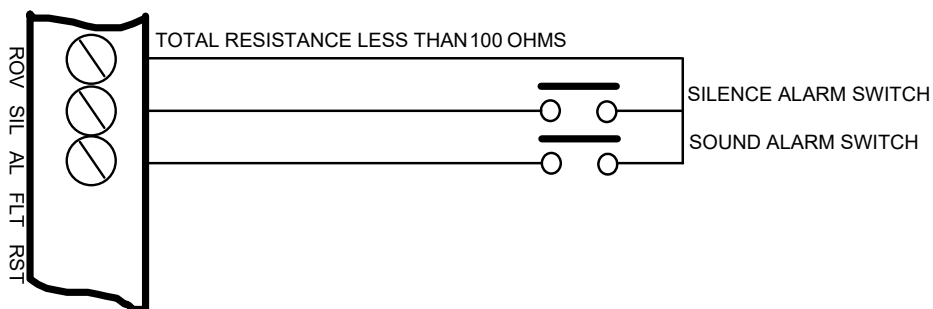 TOTAL RESISTANCE LESS THAN 100 OHMS
ROV
SIL
AL
FLT
RST
SILENCE ALARM SWITCH
SOUND ALARM SWITCH